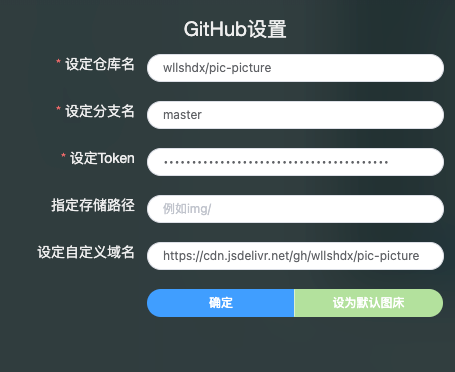 GitHub设置
* 设定仓库名 wllshdx/pic-picture
* 设定分支名 master
* 设定Token ••••••••••••••••••••••••••••••••••••••••
指定存储路径 例如img/
设定自定义域名 https://cdn.jsdelivr.net/gh/wllshdx/pic-picture
确定 设为默认图床